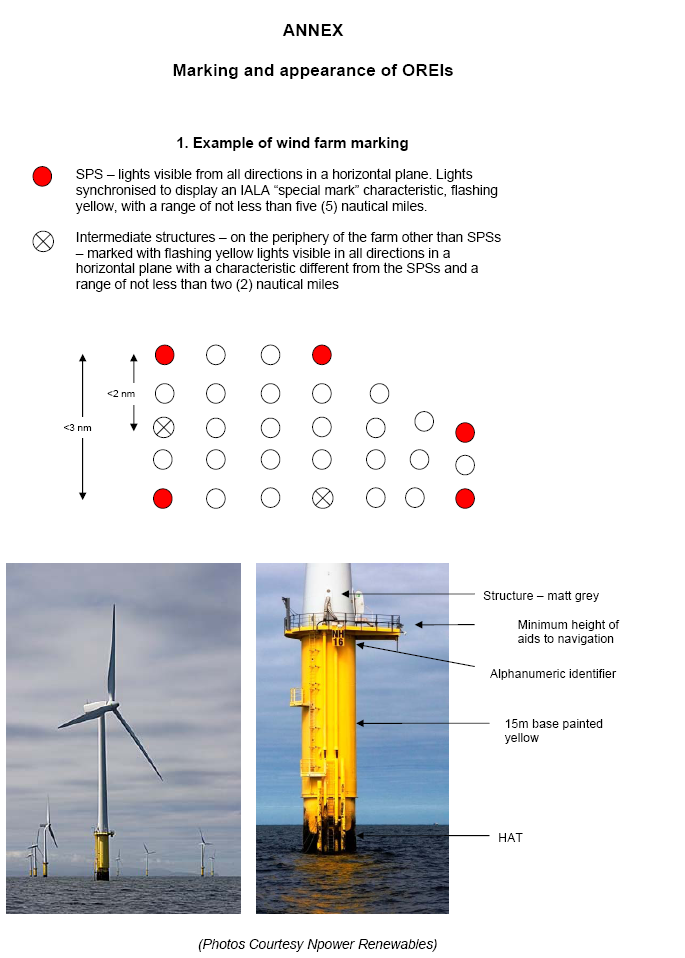 ANNEX
Marking and appearance of OREIs
1. Example of wind farm marking
SPS – lights visible from all directions in a horizontal plane. Lights
synchronised to display an IALA “special mark” characteristic, flashing
yellow, with a range of not less than five (5) nautical miles.
Intermediate structures – on the periphery of the farm other than SPSs
– marked with flashing yellow lights visible in all directions in a
horizontal plane with a characteristic different from the SPSs and a
range of not less than two (2) nautical miles
<2 nm
<3 nm
Structure – matt grey
Minimum height of
aids to navigation
NH
16
Alphanumeric identifier
15m base painted
yellow
HAT
(Photos Courtesy Npower Renewables)